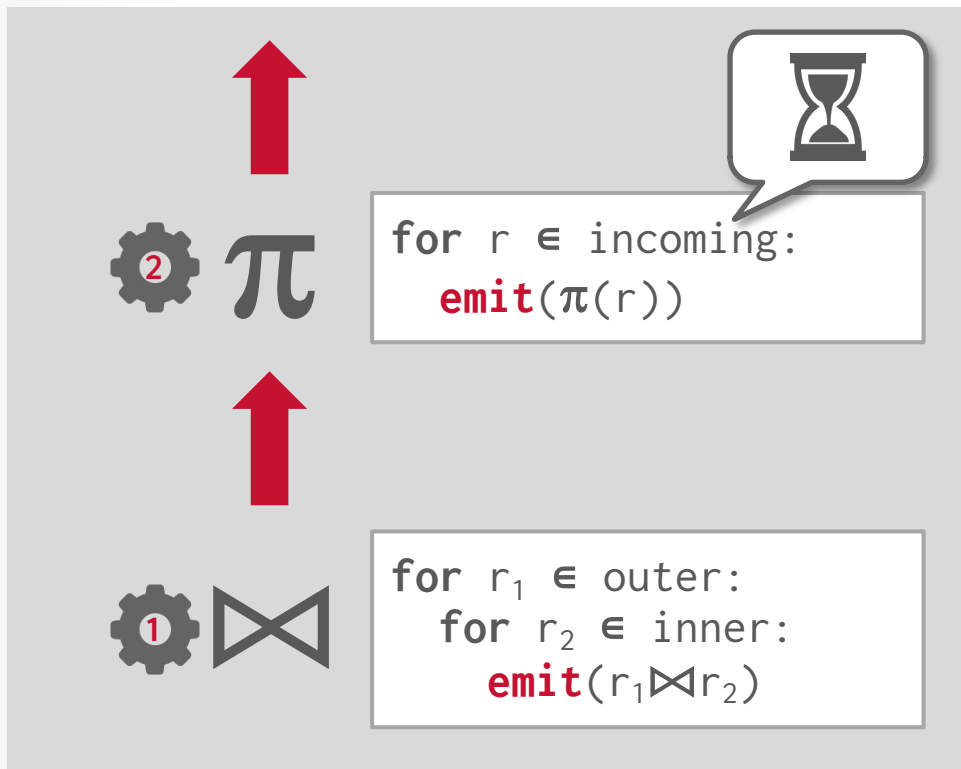 2 π
for r ∈ incoming:
emit(π(r))
1 ⋈
for r₁ ∈ outer:
for r₂ ∈ inner:
emit(r₁⋈r₂)